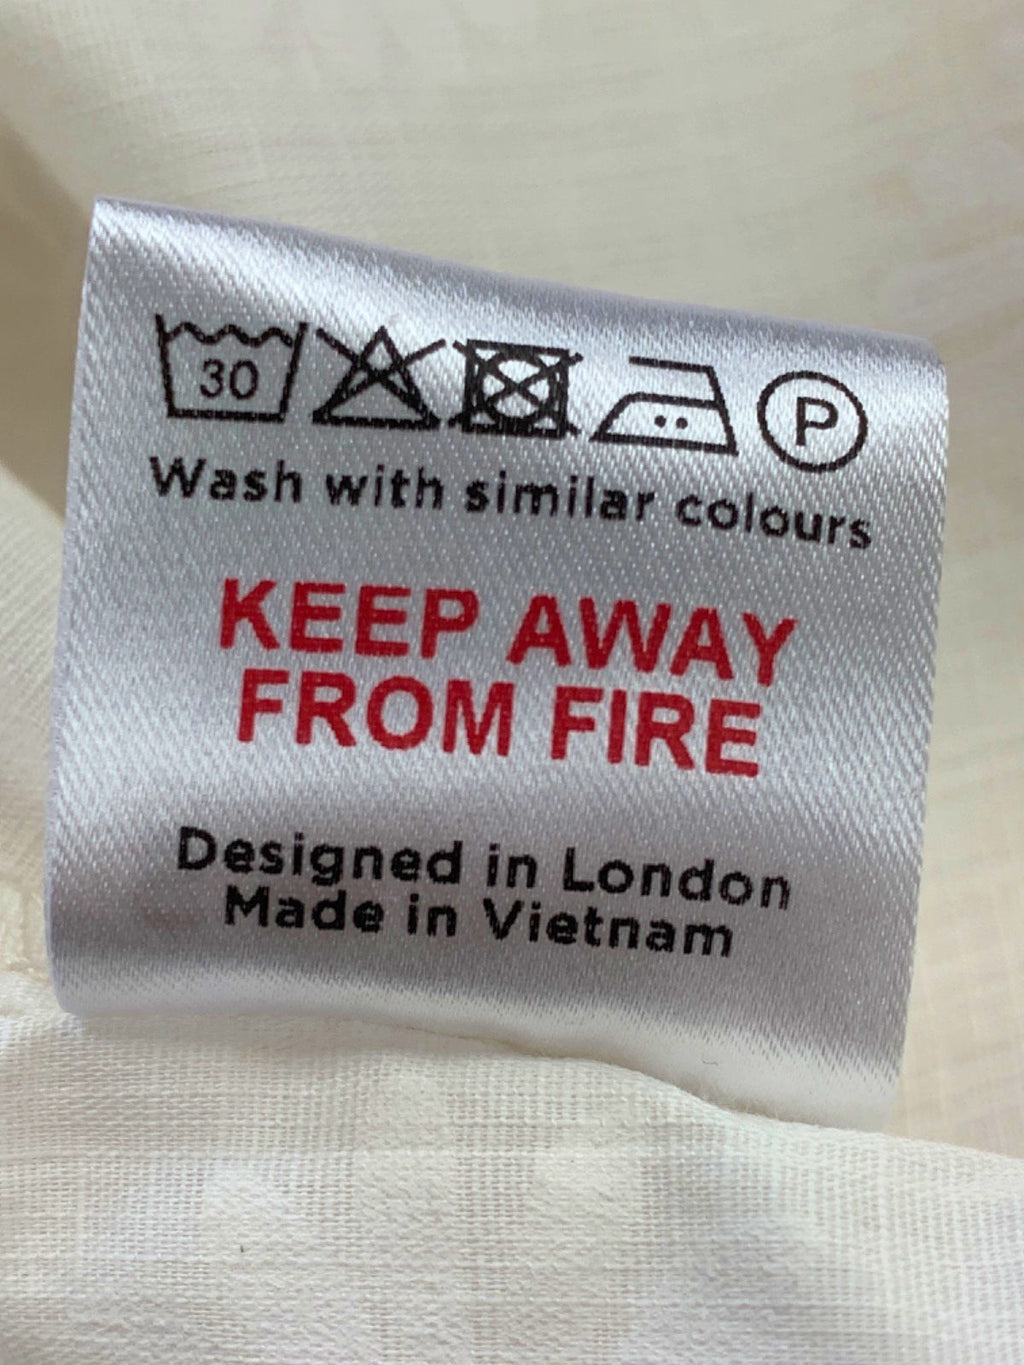 30 P
Wash with similar colours
KEEP AWAY
FROM FIRE
Designed in London
Made in Vietnam